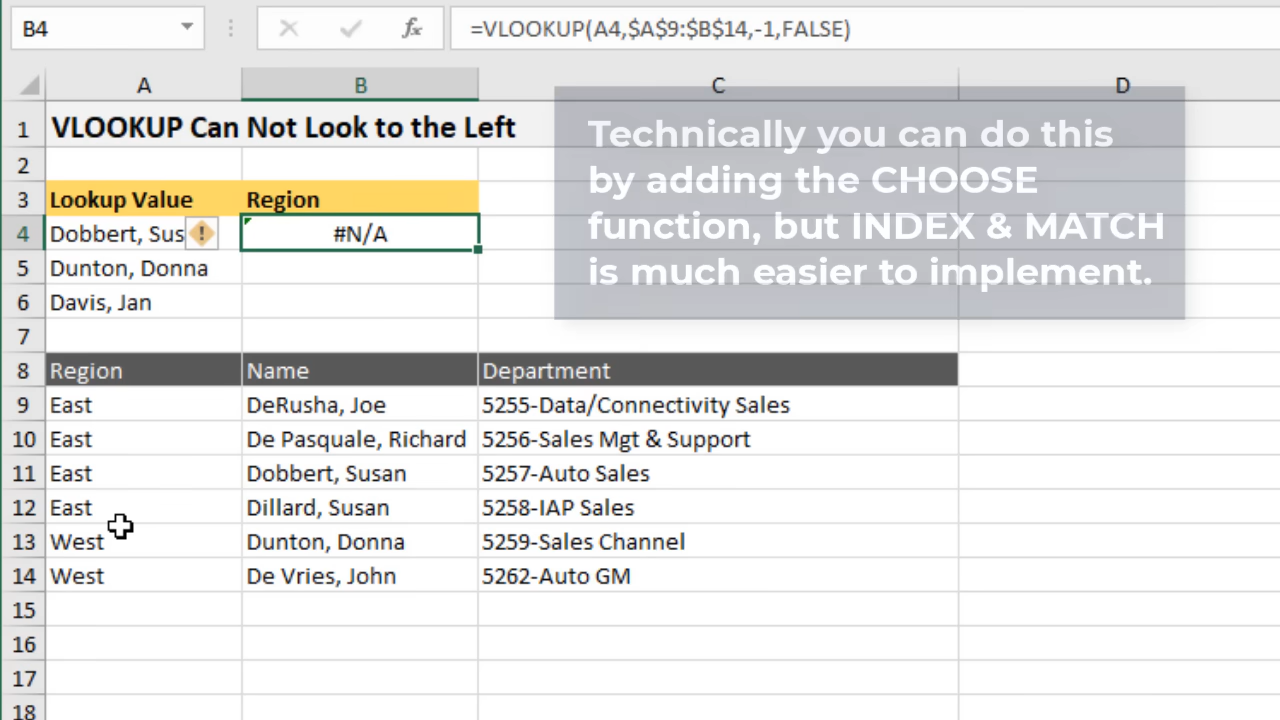 B4 fx =VLOOKUP(A4,$A$9:$B$14,-1,FALSE)
A B C D
1 VLOOKUP Can Not Look to the Left
Technically you can do this
by adding the CHOOSE
function, but INDEX & MATCH
is much easier to implement.
2
3 Lookup Value Region
4 Dobbert, Sus ! #N/A
5 Dunton, Donna
6 Davis, Jan
7
8 Region Name Department
9 East DeRusha, Joe 5255-Data/Connectivity Sales
10 East De Pasquale, Richard 5256-Sales Mgt & Support
11 East Dobbert, Susan 5257-Auto Sales
12 East Dillard, Susan 5258-IAP Sales
13 West Dunton, Donna 5259-Sales Channel
14 West De Vries, John 5262-Auto GM
15
16
17
18